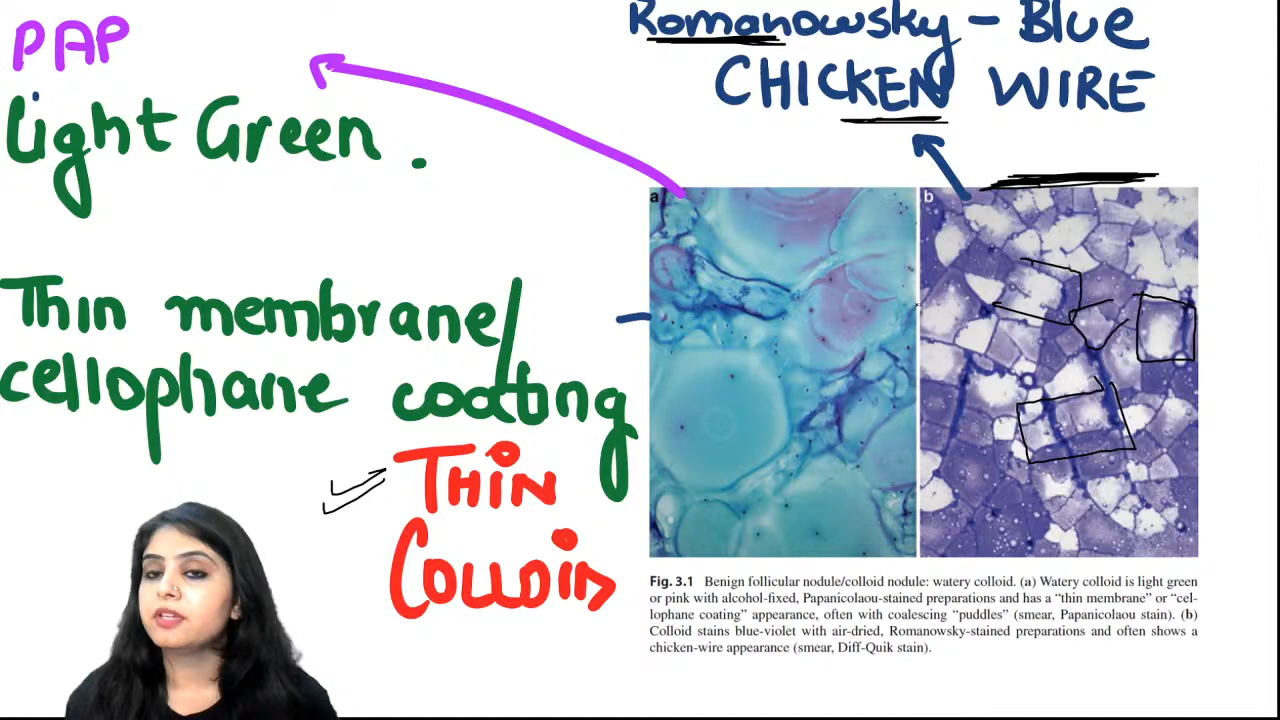 PAP
Light Green.
Romanowsky - Blue
CHICKEN WIRE
Thin membrane/
cellophane coating
THIN
COLLOID
a
b
Fig. 3.1 Benign follicular nodule/colloid nodule: watery colloid. (a) Watery colloid is light green
or pink with alcohol-fixed, Papanicolaou-stained preparations and has a “thin membrane” or “cel-
lophane coating” appearance, often with coalescing “puddles” (smear, Papanicolaou stain). (b)
Colloid stains blue-violet with air-dried, Romanowsky-stained preparations and often shows a
chicken-wire appearance (smear, Diff-Quik stain).